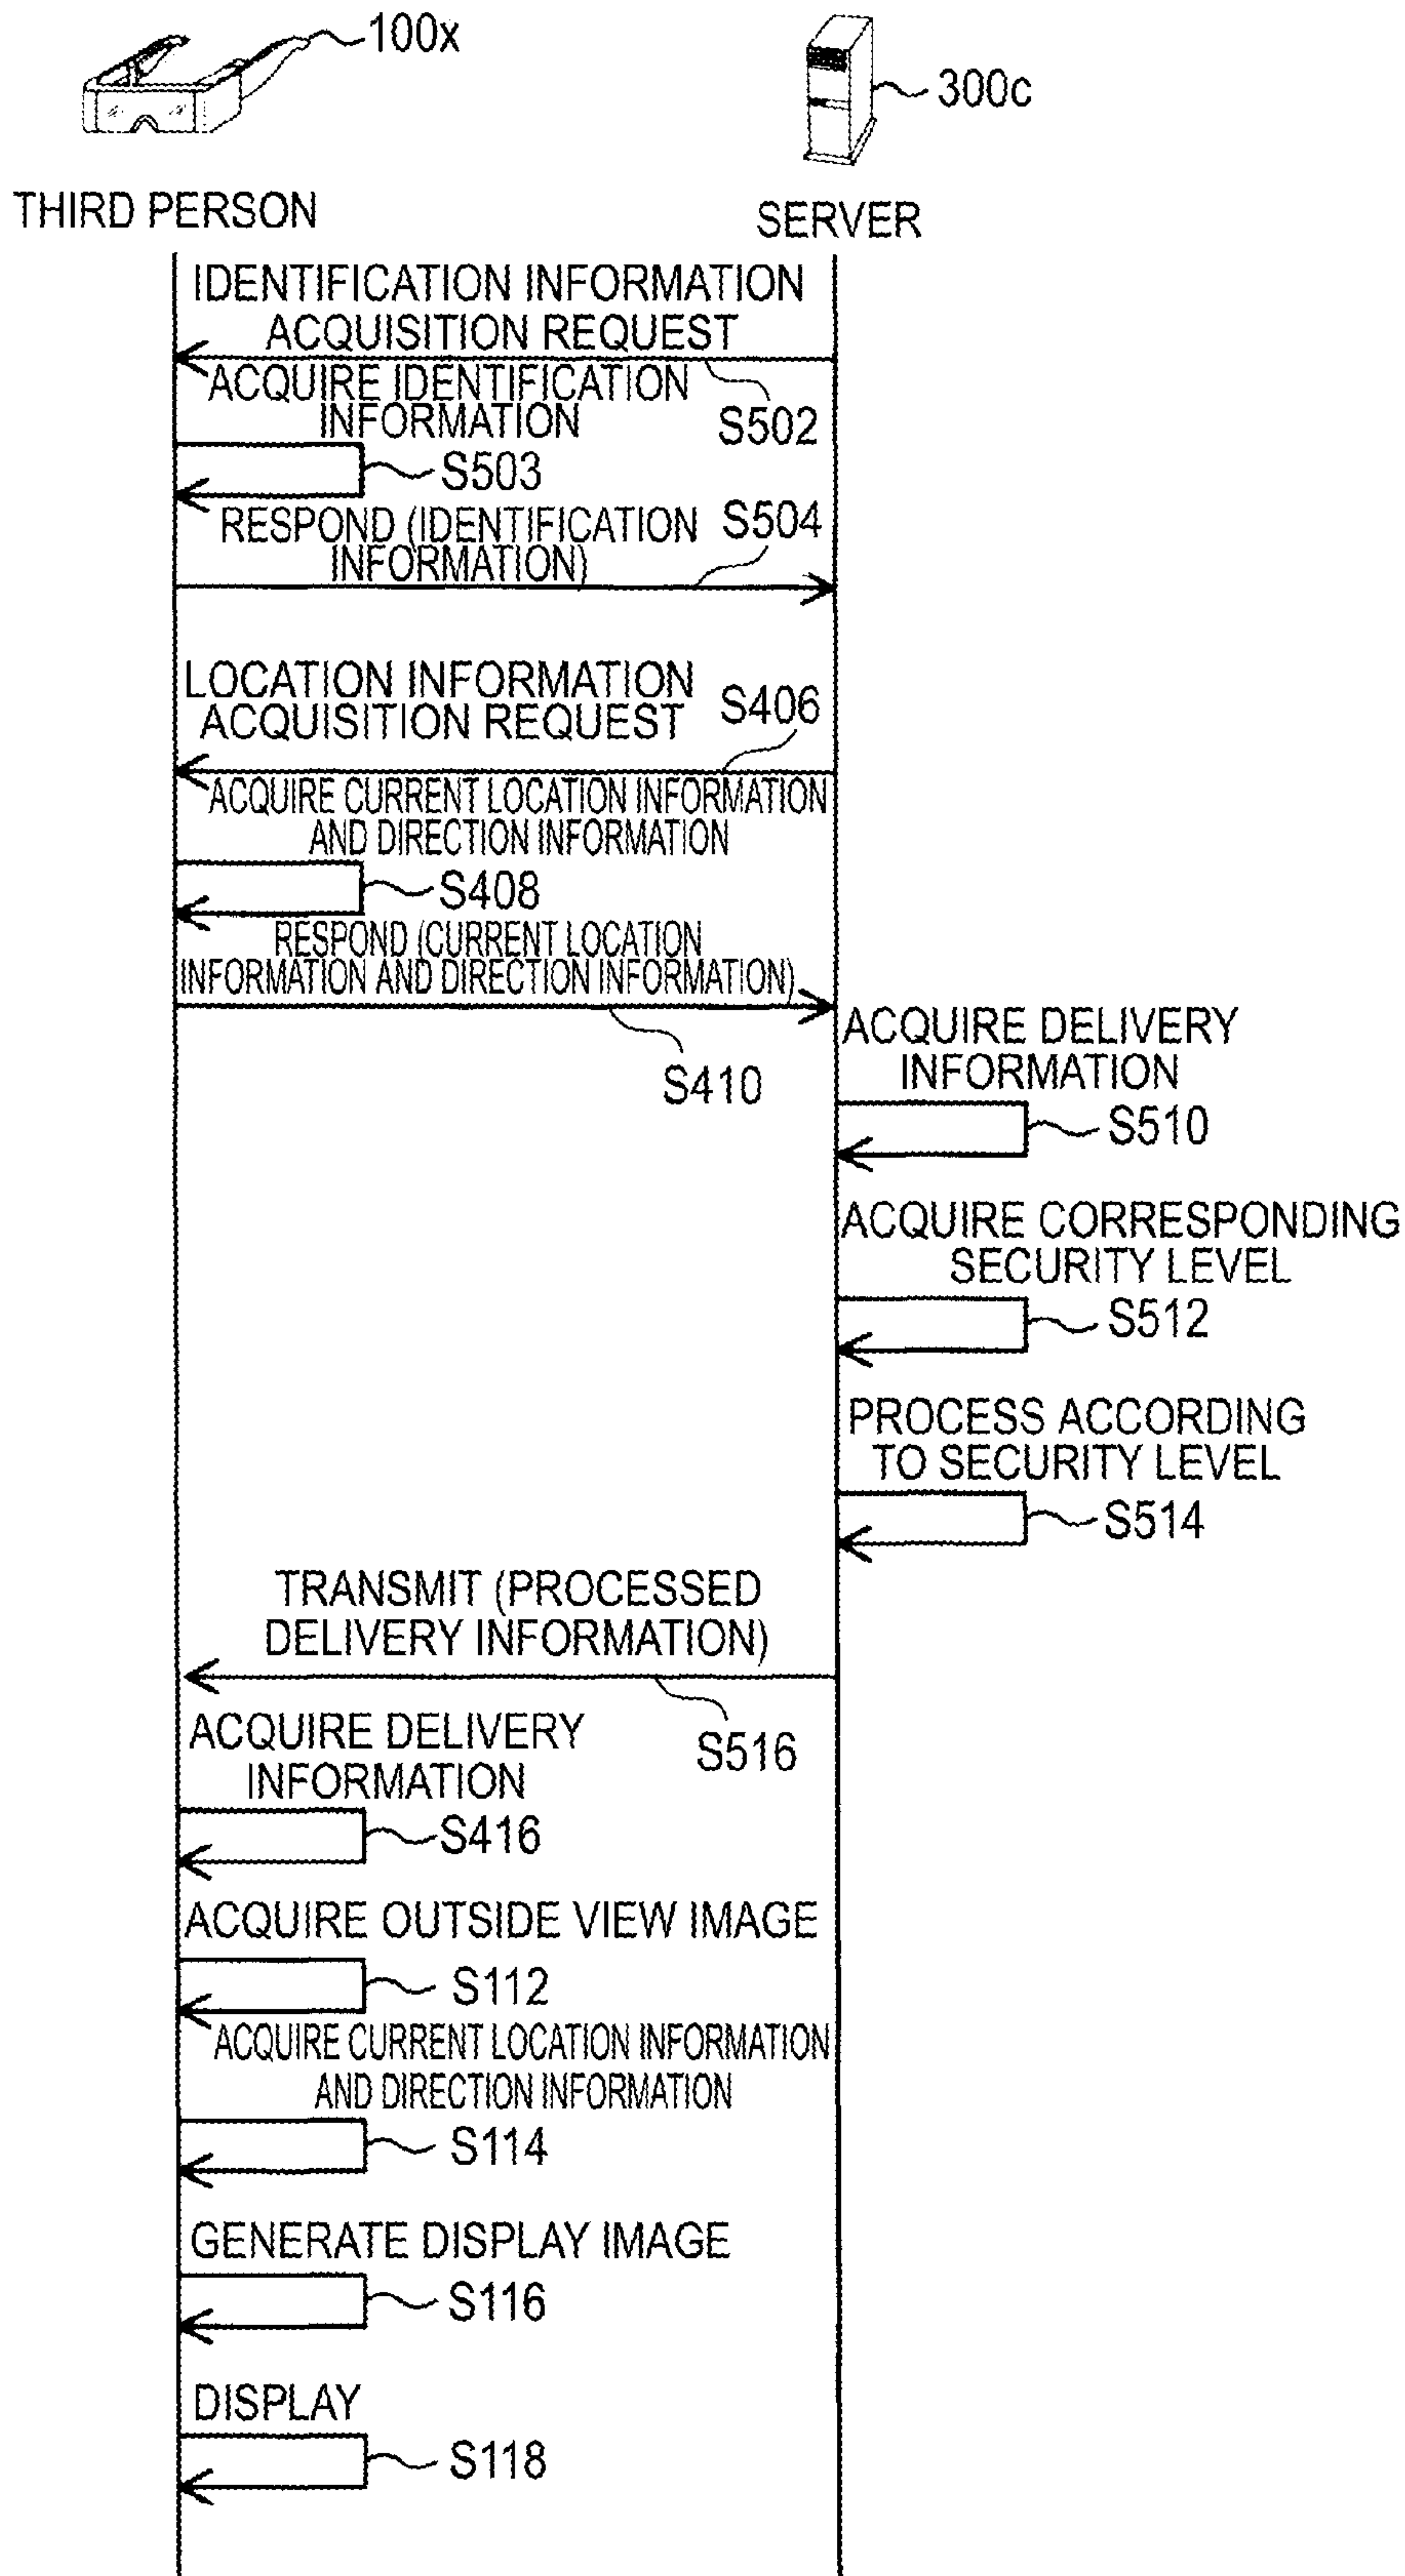 100x
300c
THIRD PERSON
SERVER
IDENTIFICATION INFORMATION
ACQUISITION REQUEST
S502
ACQUIRE IDENTIFICATION
INFORMATION
S503
RESPOND (IDENTIFICATION
INFORMATION)
S504
LOCATION INFORMATION
ACQUISITION REQUEST
S406
ACQUIRE CURRENT LOCATION INFORMATION
AND DIRECTION INFORMATION
S408
RESPOND (CURRENT LOCATION
INFORMATION AND DIRECTION INFORMATION)
S410
ACQUIRE DELIVERY
INFORMATION
S510
ACQUIRE CORRESPONDING
SECURITY LEVEL
S512
PROCESS ACCORDING
TO SECURITY LEVEL
S514
TRANSMIT (PROCESSED
DELIVERY INFORMATION)
S516
ACQUIRE DELIVERY
INFORMATION
S416
ACQUIRE OUTSIDE VIEW IMAGE
S112
ACQUIRE CURRENT LOCATION INFORMATION
AND DIRECTION INFORMATION
S114
GENERATE DISPLAY IMAGE
S116
DISPLAY
S118